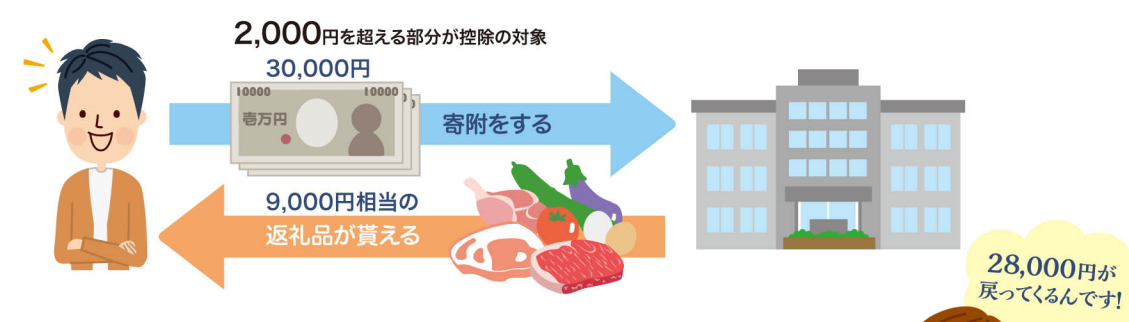 2,000円を超える部分が控除の対象
30,000円
10000 10000
壱万円
寄附をする
9,000円相当の
返礼品が貰える
28,000円が
戻ってくるんです!